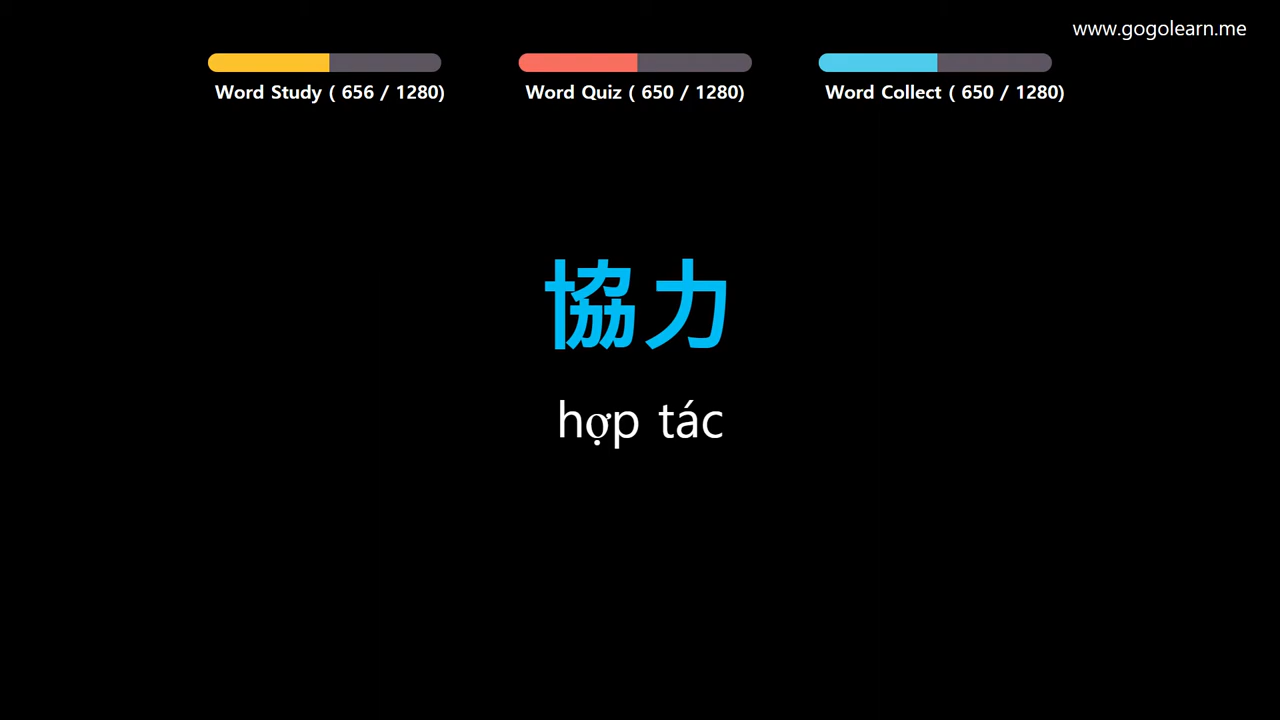 www.gogolearn.me
Word Study ( 656 / 1280)
Word Quiz ( 650 / 1280)
Word Collect ( 650 / 1280)
協力
hợp tác